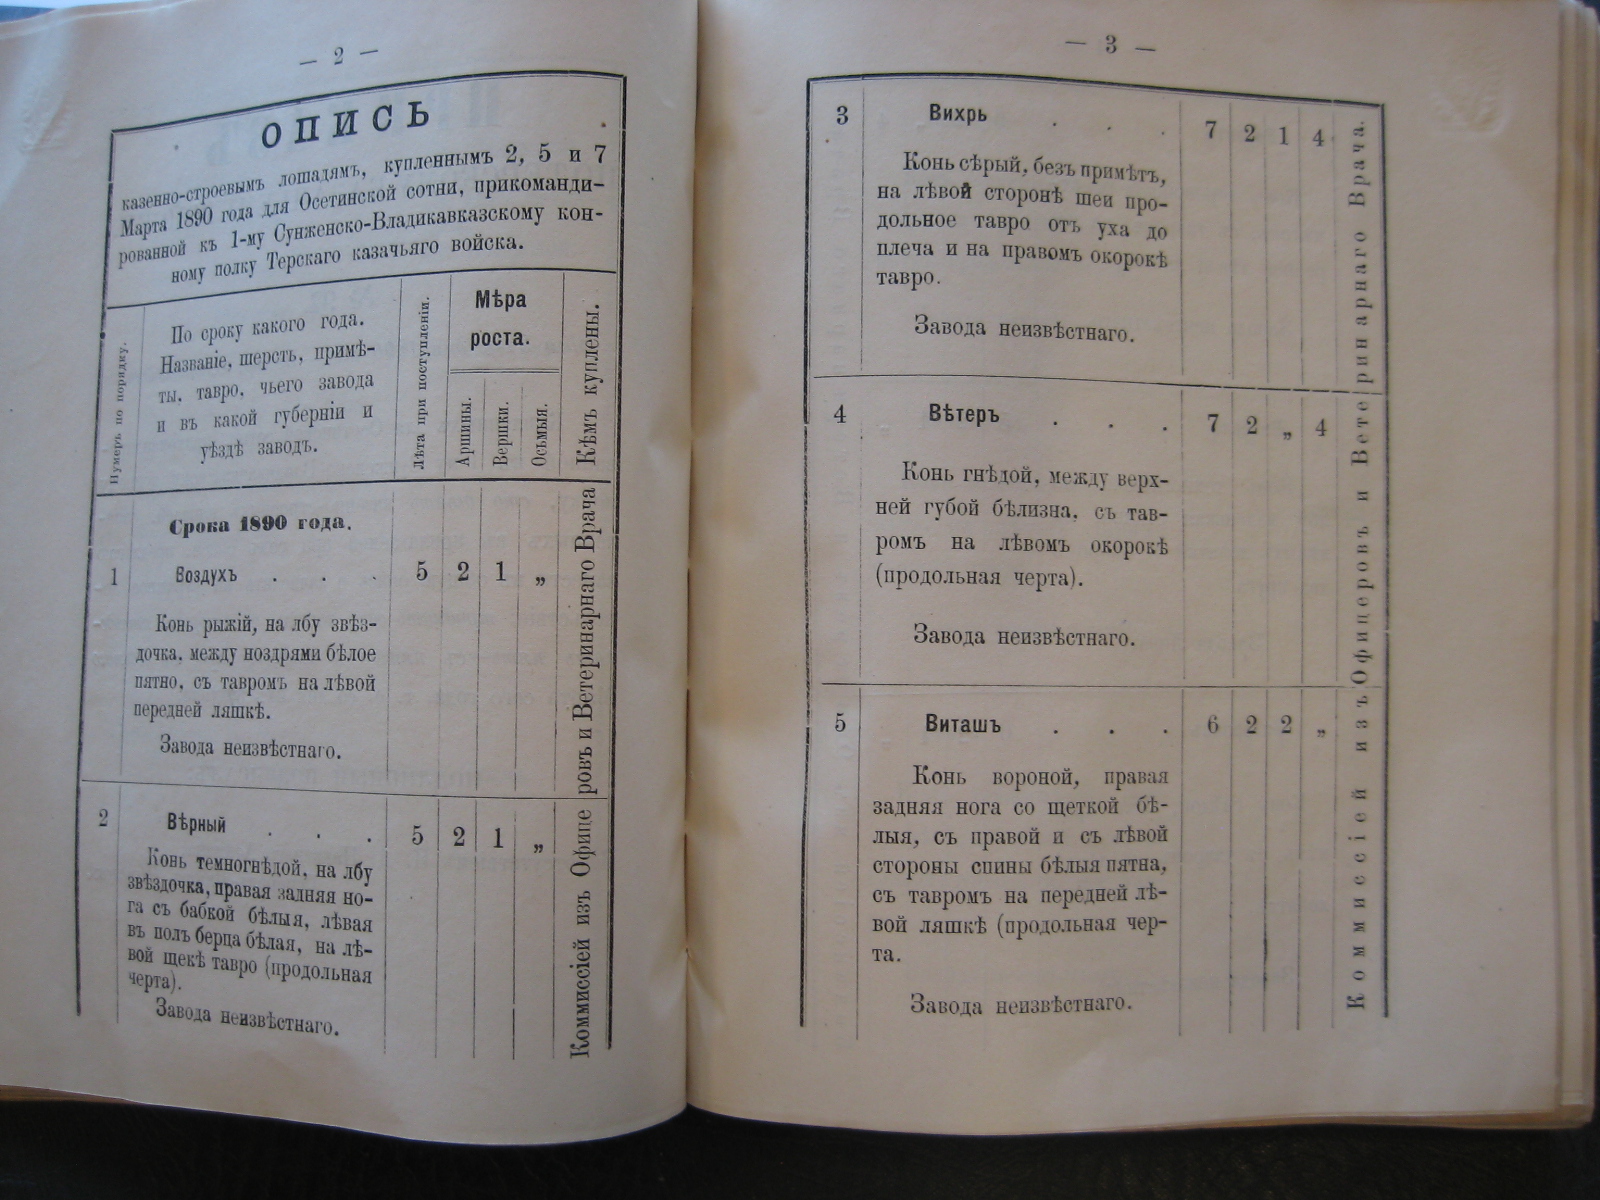 — 2 —
ОПИСЬ
казенно-строевымъ лошадямъ, купленнымъ 2, 5 и 7
Марта 1890 года для Осетинской сотни, прикоманди-
рованной къ 1-му Сунженско-Владикавказскому кон-
ному полку Терскаго казачьяго войска.
Нумеръ по порядку.
По сроку какого года.
Названіе, шерсть, примѣ-
ты, тавро, чьего завода
и въ какой губерніи и
уѣздѣ заводъ.
Лѣта при поступленіи.
Мѣра
роста.
Аршины.
Вершки.
Осьмыя.
Кѣмъ куплены.
Срока 1890 года.
1 Воздухъ . . . 5 2 1 „
Конь рыжій, на лбу звѣз-
дочка, между ноздрями бѣлое
пятно, съ тавромъ на лѣвой
передней ляшкѣ.
Завода неизвѣстнаго.
2 Вѣрный . . . 5 2 1 „
Конь темногнѣдой, на лбу
звѣздочка, правая задняя но-
га съ бабкой бѣлыя, лѣвая
въ полъ берца бѣлая, на лѣ-
вой щекѣ тавро (продольная
черта).
Завода неизвѣстнаго.
Коммиссіей изъ Офицеровъ и Ветеринарнаго Врача
— 3 —
3 Вихрь . . . 7 2 1 4
Конь сѣрый, безъ примѣтъ,
на лѣвой сторонѣ шеи про-
дольное тавро отъ уха до
плеча и на правомъ окорокѣ
тавро.
Завода неизвѣстнаго.
4 Вѣтеръ . . . 7 2 „ 4
Конь гнѣдой, между верх-
ней губой бѣлизна, съ тав-
ромъ на лѣвомъ окорокѣ
(продольная черта).
Завода неизвѣстнаго.
5 Виташъ . . . 6 2 2 „
Конь вороной, правая
задняя нога со щеткой бѣ-
лыя, съ правой и съ лѣвой
стороны спины бѣлыя пятна,
съ тавромъ на передней лѣ-
вой ляшкѣ (продольная чер-
та.
Завода неизвѣстнаго.
Коммиссіей изъ Офицеровъ и Ветеринарнаго Врача.